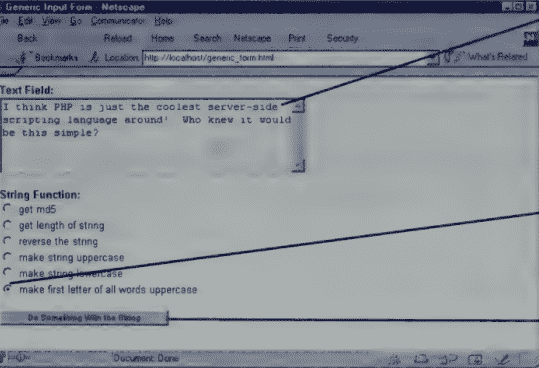 Generic Input Form - Netscape
File Edit View Go Communicator Help
Back Reload Home Search Netscape Print Security
Bookmarks Location: http://localhost/generic_form.html What's Related
Text Field:
I think PHP is just the coolest server-side
scripting language around! Who knew it would
be this simple?
String Function:
get md5
get length of string
reverse the string
make string uppercase
make string lowercase
make first letter of all words uppercase
Do Something With the String
Document: Done